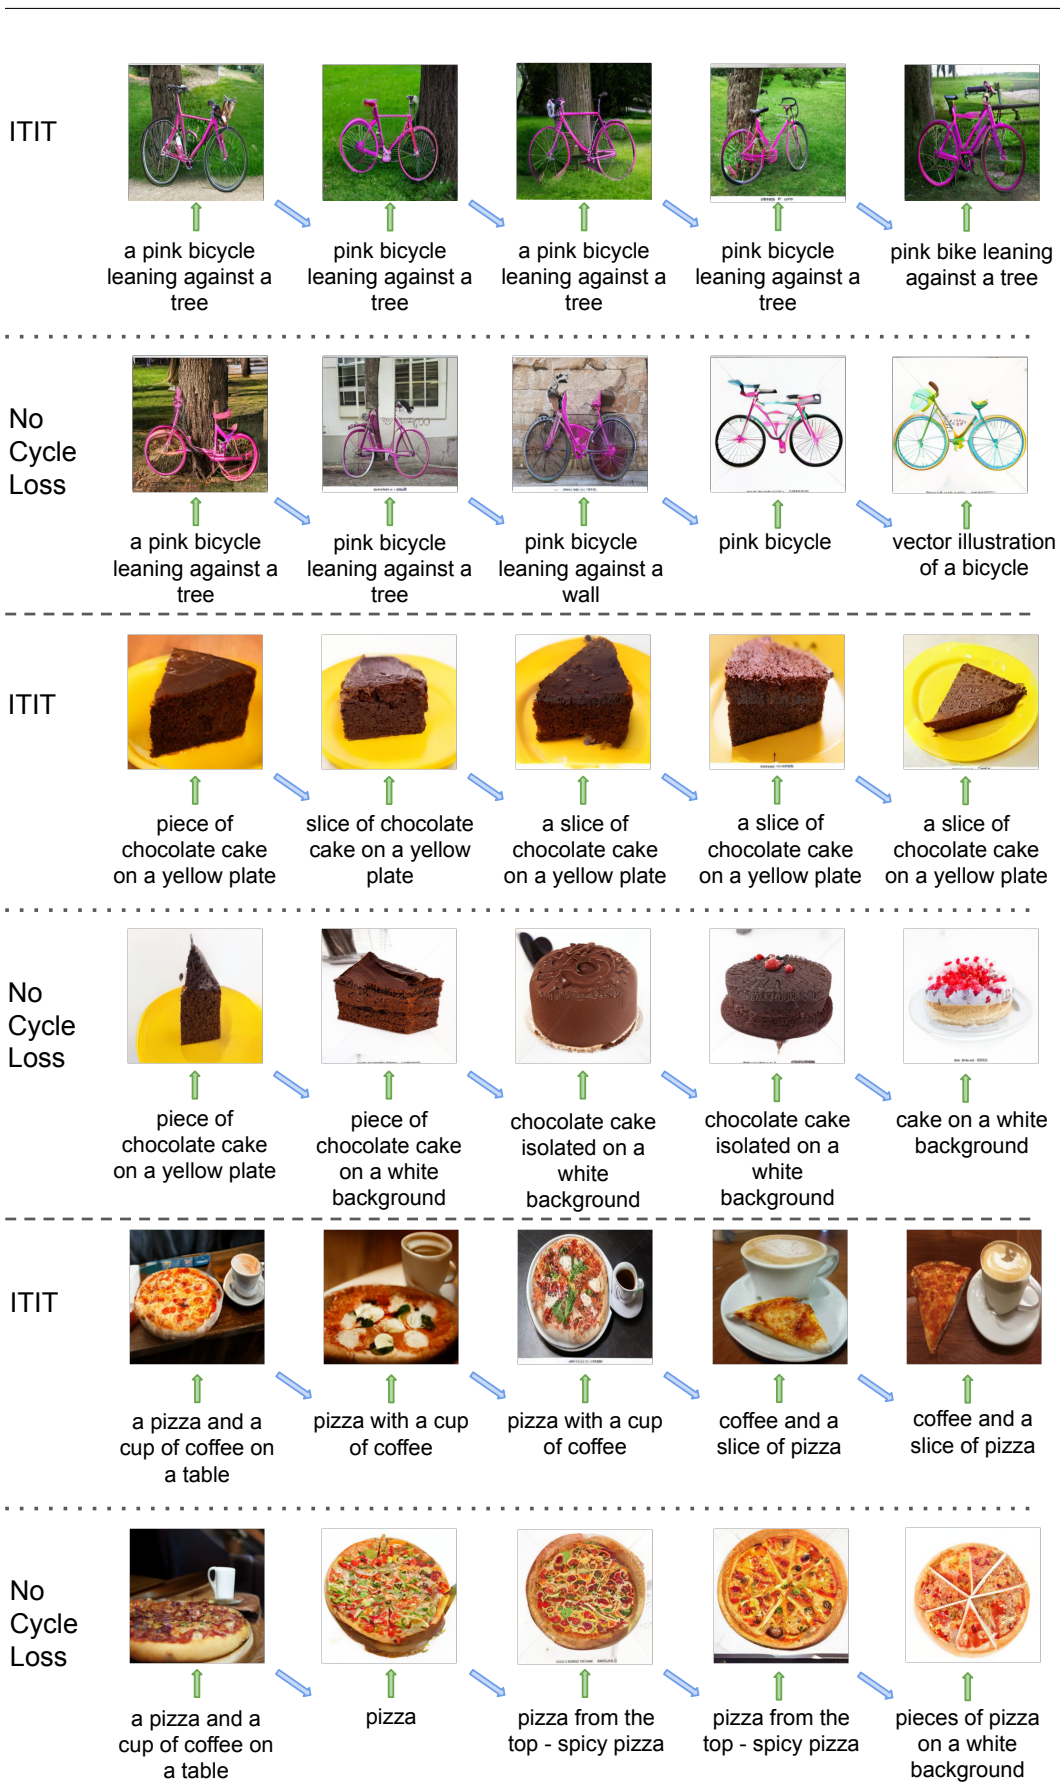 ITIT
a pink bicycle
leaning against a
tree
pink bicycle
leaning against a
tree
a pink bicycle
leaning against a
tree
pink bicycle
leaning against a
tree
pink bike leaning
against a tree
No
Cycle
Loss
a pink bicycle
leaning against a
tree
pink bicycle
leaning against a
tree
pink bicycle
leaning against a
wall
pink bicycle
vector illustration
of a bicycle
ITIT
piece of
chocolate cake
on a yellow plate
slice of chocolate
cake on a yellow
plate
a slice of
chocolate cake
on a yellow plate
a slice of
chocolate cake
on a yellow plate
a slice of
chocolate cake
on a yellow plate
No
Cycle
Loss
piece of
chocolate cake
on a yellow plate
piece of
chocolate cake
on a white
background
chocolate cake
isolated on a
white
background
chocolate cake
isolated on a
white
background
cake on a white
background
ITIT
a pizza and a
cup of coffee on
a table
pizza with a cup
of coffee
pizza with a cup
of coffee
coffee and a
slice of pizza
coffee and a
slice of pizza
No
Cycle
Loss
a pizza and a
cup of coffee on
a table
pizza
pizza from the
top - spicy pizza
pizza from the
top - spicy pizza
pieces of pizza
on a white
background